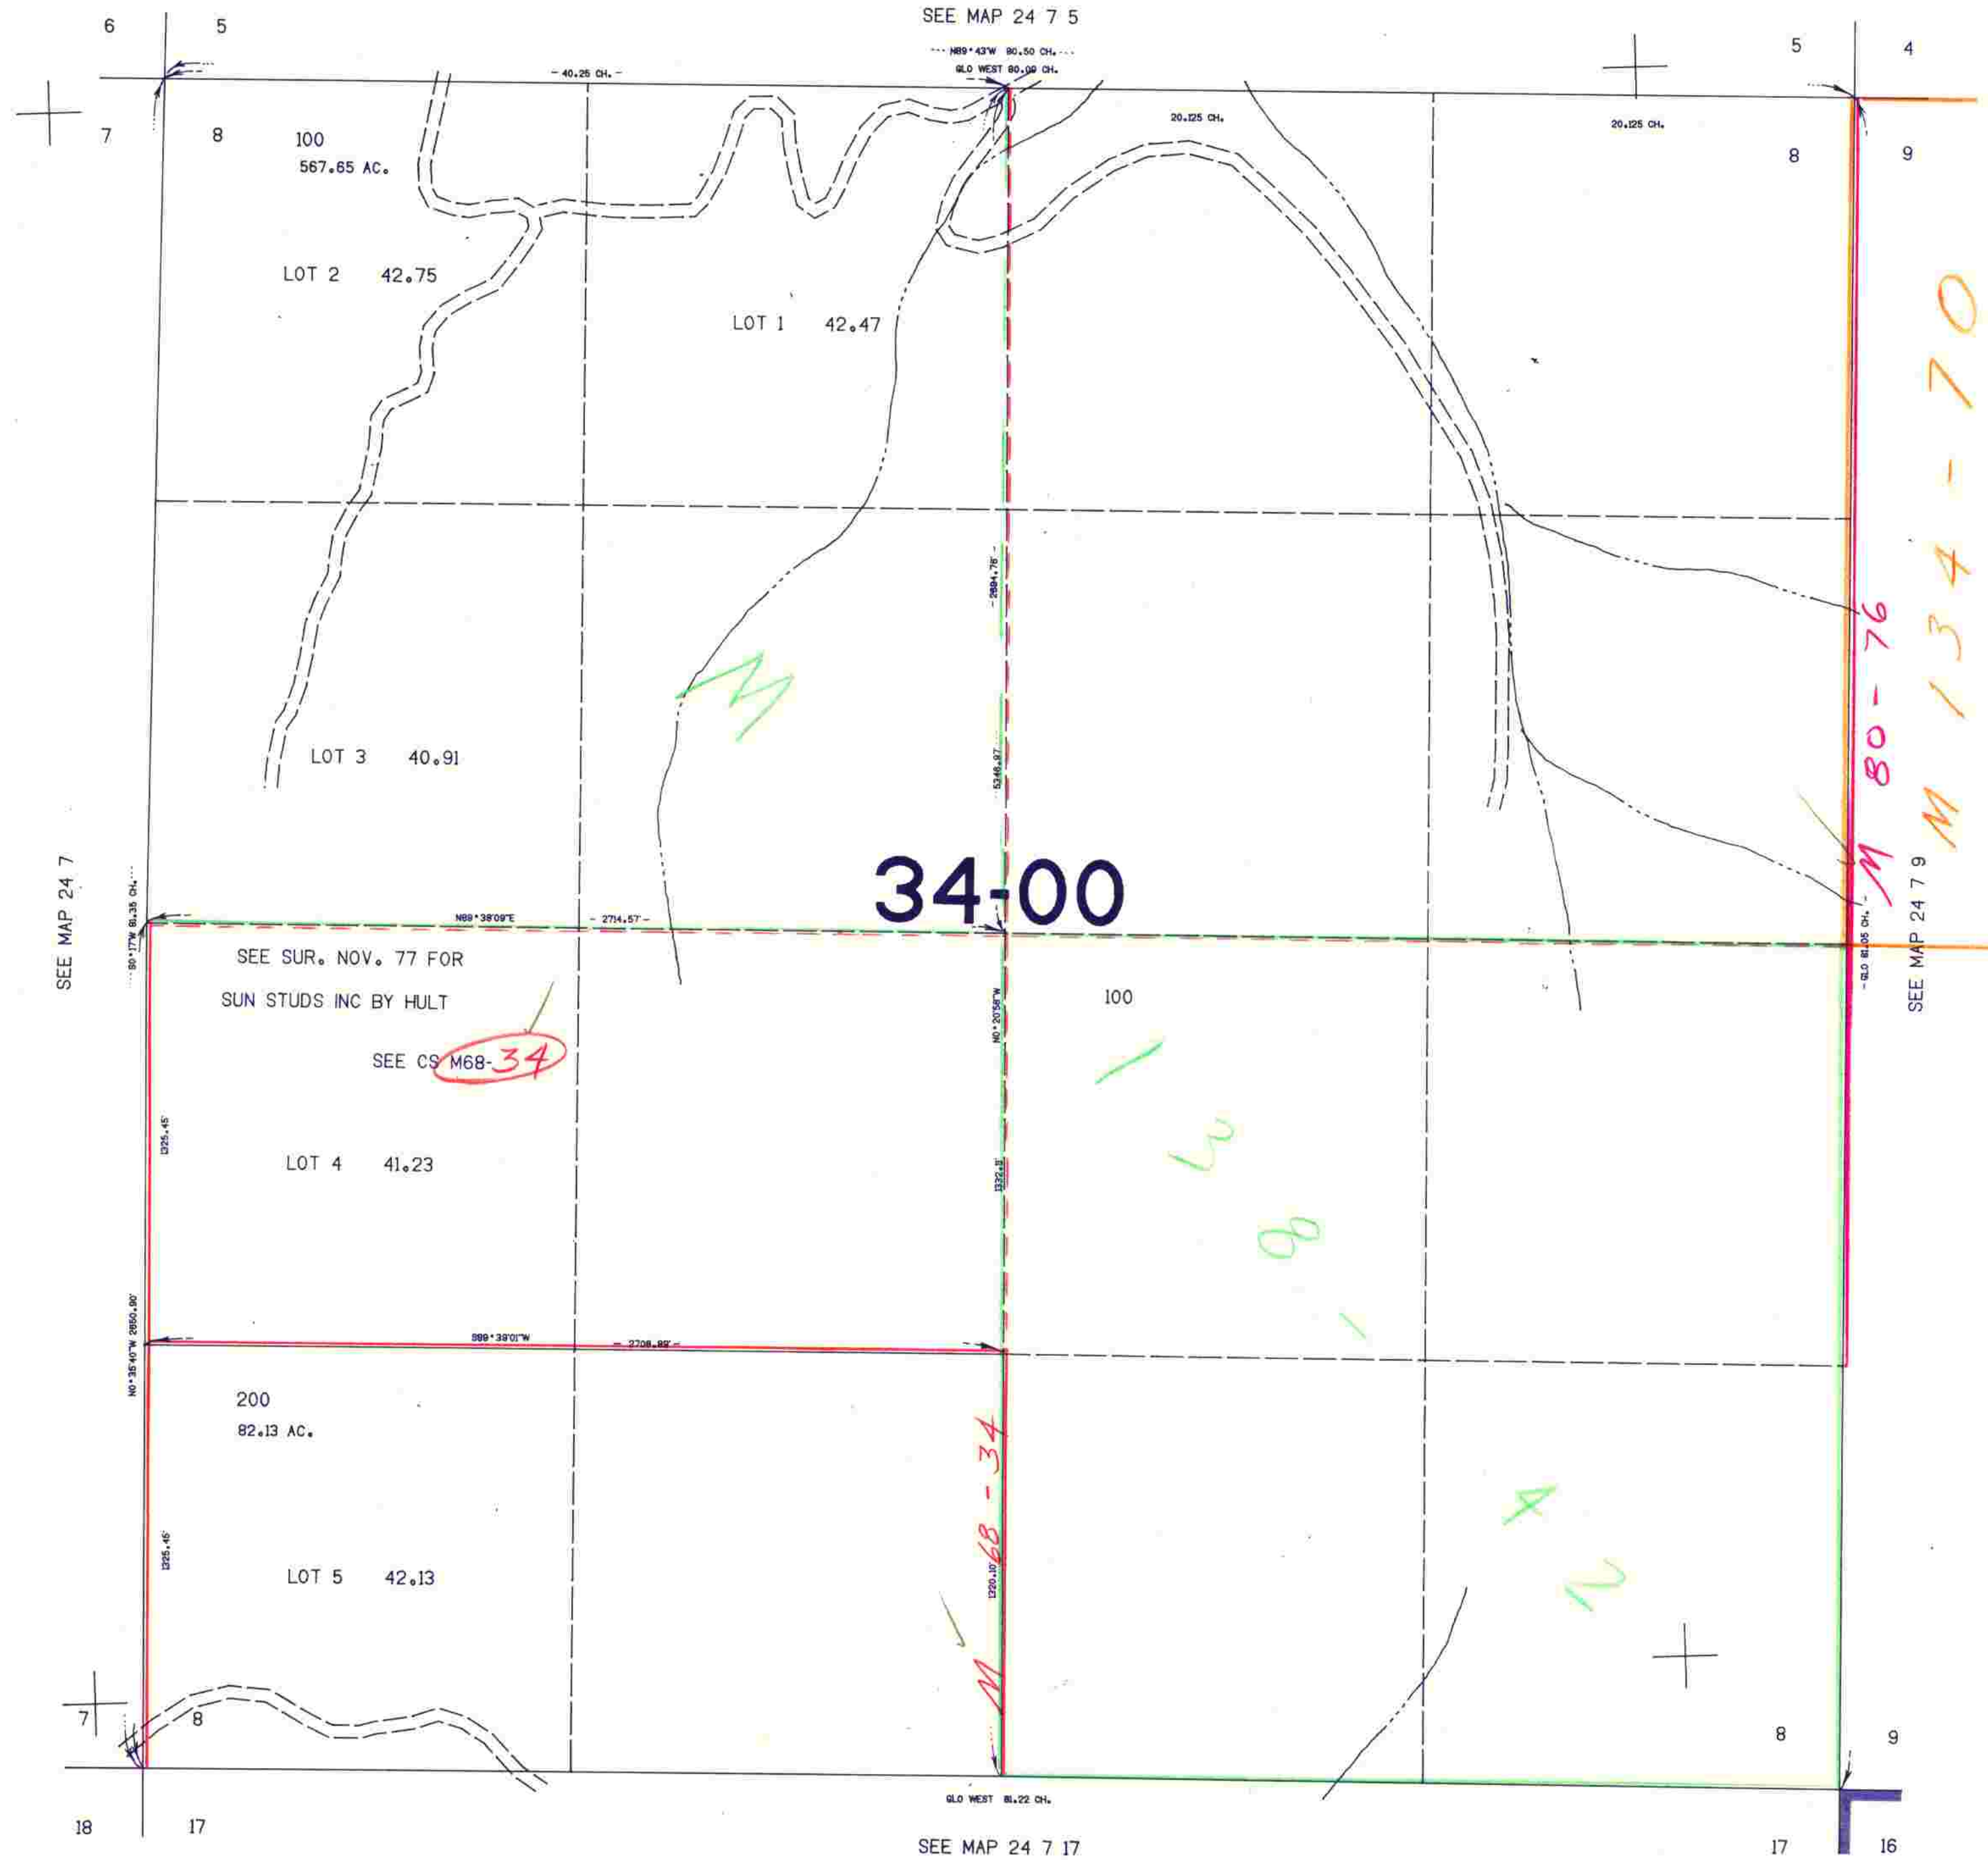 SEE MAP 24 7 5
6 5
5 4
N89°43'W 80.50 CH.
GLO WEST 80.09 CH.
- 40.25 CH. -
20.125 CH.
20.125 CH.
7 8
8 9
100
567.65 AC.
LOT 2 42.75
LOT 1 42.47
M 134-70
- 2694.76' -
M 80-76
M
5346.97'
LOT 3 40.91
34-00
SEE MAP 24 7
S0°17'W 81.35 CH.
N89°38'09"E - 2714.57' -
- GLO 81.05 CH. -
SEE MAP 24 7 9
SEE SUR. NOV. 77 FOR
SUN STUDS INC BY HULT
SEE CS M68-34
100
N0°20'58"W
1325.45'
1332.11'
LOT 4 41.23
1 3 8 - 4 2
N0°35'40"W 2650.90'
S89°39'01"W - 2708.89' -
200
82.13 AC.
M 68-34
1325.45'
1320.10'
LOT 5 42.13
7 8
8 9
GLO WEST 81.22 CH.
18 17
SEE MAP 24 7 17
17 16